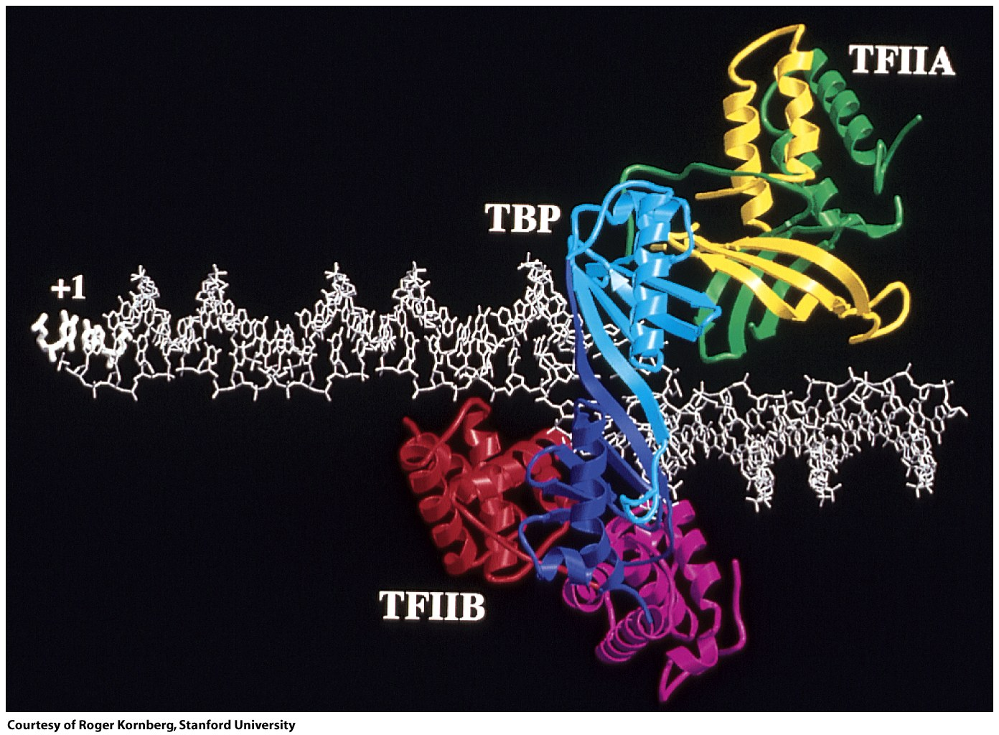 TFIIA
TBP
+1
TFIIB
Courtesy of Roger Kornberg, Stanford University